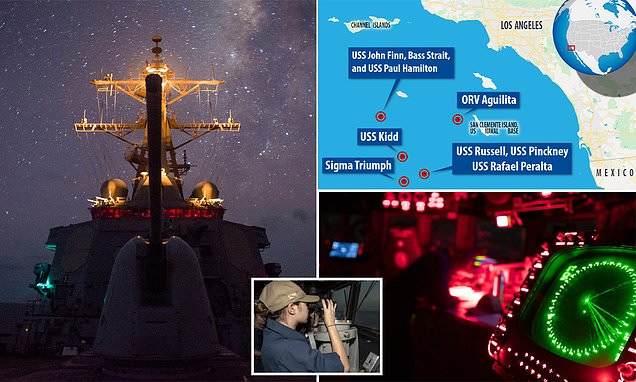 CHANNEL ISLANDS
LOS ANGELES
USS John Finn, Bass Strait,
and USS Paul Hamilton
ORV Aguilita
SAN CLEMENTE ISLAND,
US NAVAL BASE
USS Kidd
USS Russell, USS Pinckney
USS Rafael Peralta
Sigma Triumph
MEXICO